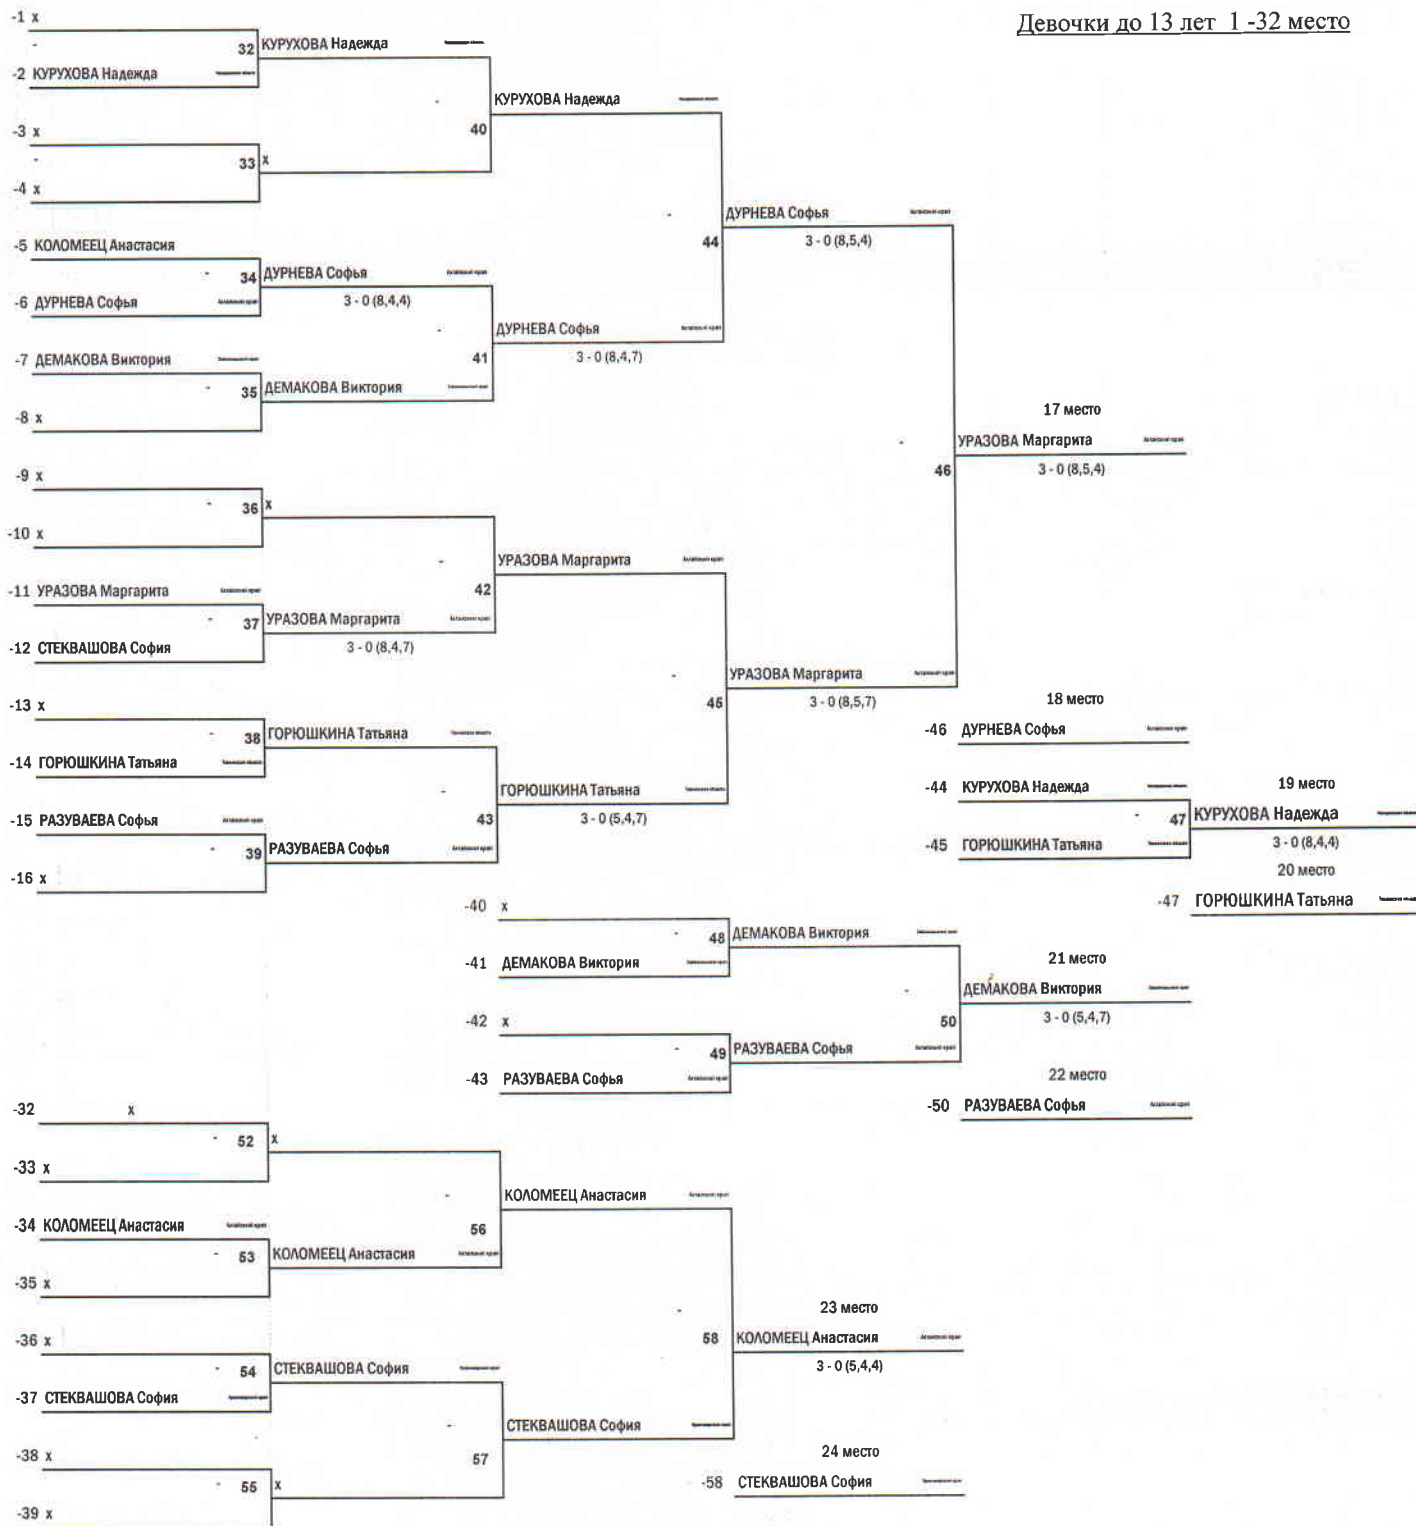 Девочки до 13 лет 1 -32 место
-1 x
32 КУРУХОВА Надежда
-2 КУРУХОВА Надежда
КУРУХОВА Надежда
40
-3 x
33 x
-4 x
ДУРНЕВА Софья
44
3 - 0 (8,5,4)
-5 КОЛОМЕЕЦ Анастасия
34 ДУРНЕВА Софья
3 - 0 (8,4,4)
-6 ДУРНЕВА Софья
ДУРНЕВА Софья
41
3 - 0 (8,4,7)
-7 ДЕМАКОВА Виктория
35 ДЕМАКОВА Виктория
-8 x
17 место
УРАЗОВА Маргарита
46
3 - 0 (8,5,4)
-9 x
36 x
-10 x
УРАЗОВА Маргарита
42
-11 УРАЗОВА Маргарита
37 УРАЗОВА Маргарита
3 - 0 (8,4,7)
-12 СТЕКВАШОВА София
УРАЗОВА Маргарита
45
3 - 0 (8,5,7)
-13 x
38 ГОРЮШКИНА Татьяна
-14 ГОРЮШКИНА Татьяна
ГОРЮШКИНА Татьяна
43
3 - 0 (5,4,7)
-15 РАЗУВАЕВА Софья
39 РАЗУВАЕВА Софья
-16 x
18 место
-46 ДУРНЕВА Софья
-44 КУРУХОВА Надежда
19 место
47 КУРУХОВА Надежда
-45 ГОРЮШКИНА Татьяна
3 - 0 (8,4,4)
20 место
-47 ГОРЮШКИНА Татьяна
-40 x
48 ДЕМАКОВА Виктория
-41 ДЕМАКОВА Виктория
21 место
ДЕМАКОВА Виктория
50
3 - 0 (5,4,7)
-42 x
49 РАЗУВАЕВА Софья
-43 РАЗУВАЕВА Софья
22 место
-50 РАЗУВАЕВА Софья
-32 x
52 x
-33 x
КОЛОМЕЕЦ Анастасия
56
-34 КОЛОМЕЕЦ Анастасия
53 КОЛОМЕЕЦ Анастасия
-35 x
23 место
58 КОЛОМЕЕЦ Анастасия
3 - 0 (5,4,4)
-36 x
54 СТЕКВАШОВА София
-37 СТЕКВАШОВА София
СТЕКВАШОВА София
57
-38 x
55 x
-39 x
24 место
-58 СТЕКВАШОВА София